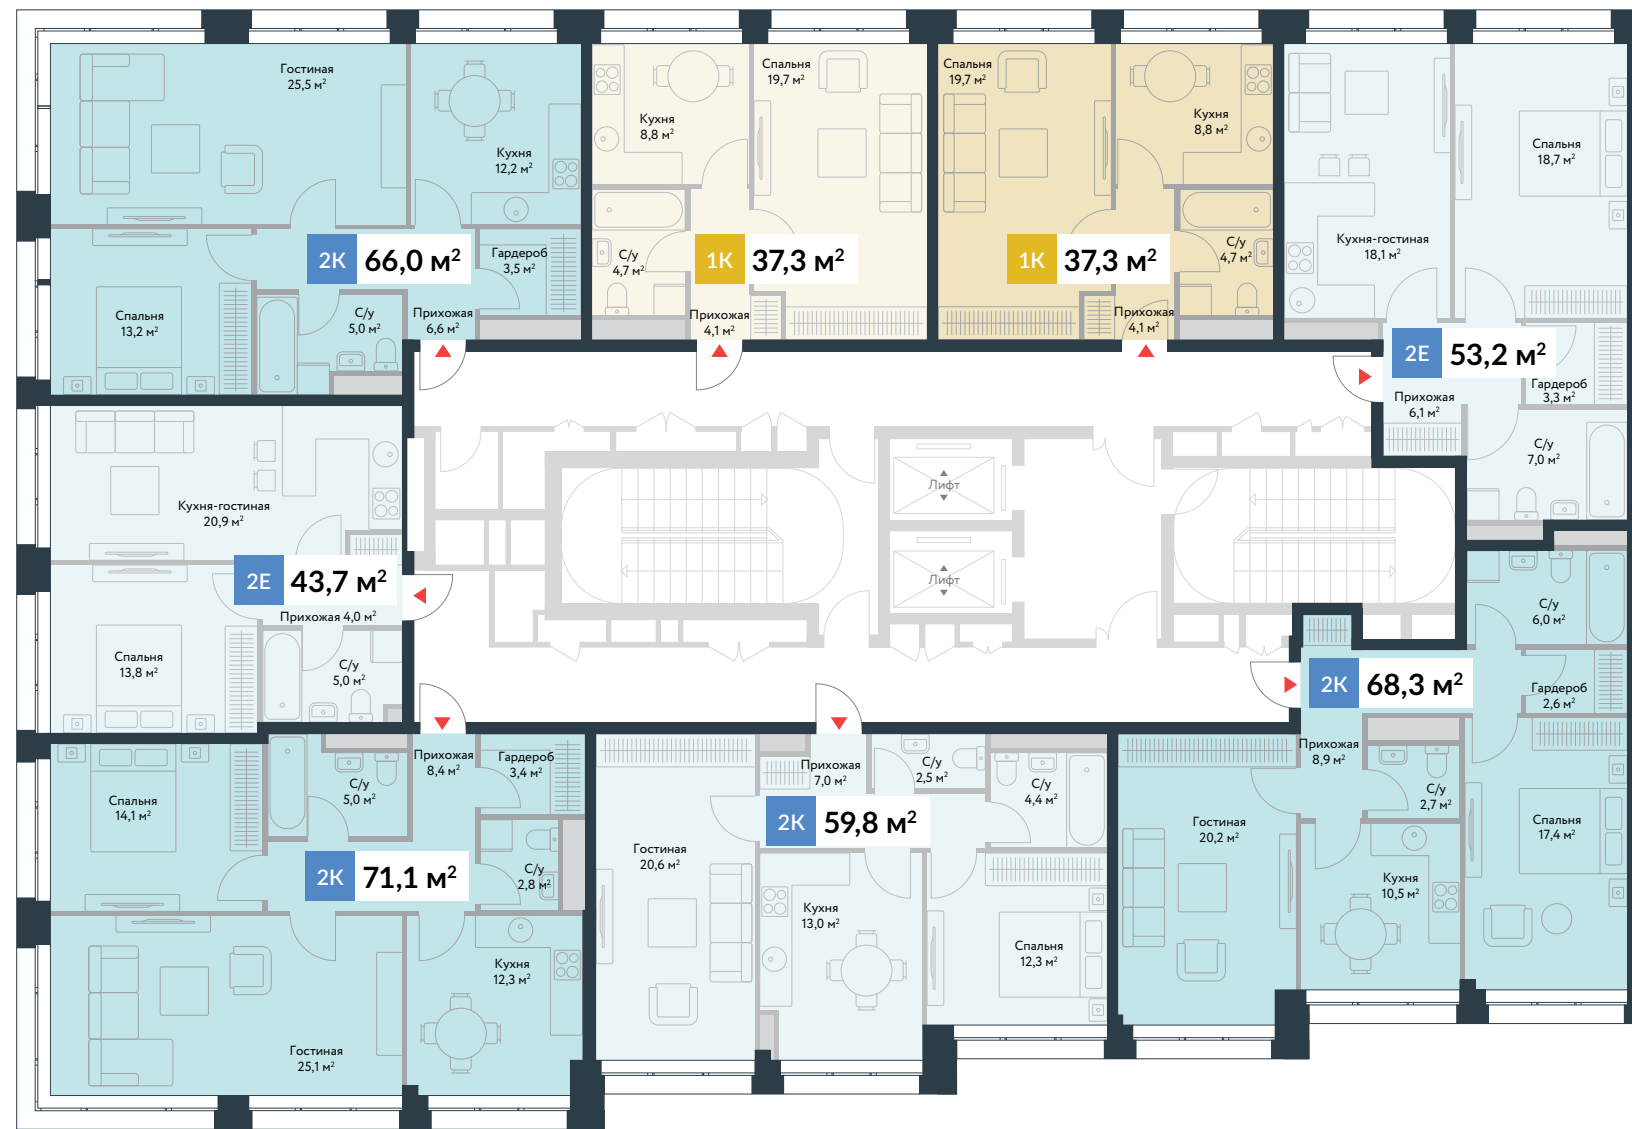 Гостиная
25,5 м²
Кухня
12,2 м²
2К 66,0 м²
Гардероб
3,5 м²
Спальня
13,2 м²
С/у
5,0 м²
Прихожая
6,6 м²
Кухня
8,8 м²
Спальня
19,7 м²
С/у
4,7 м²
1К 37,3 м²
Прихожая
4,1 м²
Спальня
19,7 м²
Кухня
8,8 м²
1К 37,3 м²
С/у
4,7 м²
Прихожая
4,1 м²
Спальня
18,7 м²
Кухня-гостиная
18,1 м²
2Е 53,2 м²
Гардероб
3,3 м²
Прихожая
6,1 м²
С/у
7,0 м²
Лифт
Лифт
Кухня-гостиная
20,9 м²
2Е 43,7 м²
Прихожая 4,0 м²
Спальня
13,8 м²
С/у
5,0 м²
С/у
6,0 м²
2К 68,3 м²
Гардероб
2,6 м²
Прихожая
8,9 м²
С/у
2,7 м²
Гостиная
20,2 м²
Спальня
17,4 м²
Кухня
10,5 м²
Прихожая
8,4 м²
Гардероб
3,4 м²
С/у
5,0 м²
Спальня
14,1 м²
2К 71,1 м²
С/у
2,8 м²
Кухня
12,3 м²
Гостиная
25,1 м²
Прихожая
7,0 м²
С/у
2,5 м²
С/у
4,4 м²
2К 59,8 м²
Гостиная
20,6 м²
Кухня
13,0 м²
Спальня
12,3 м²